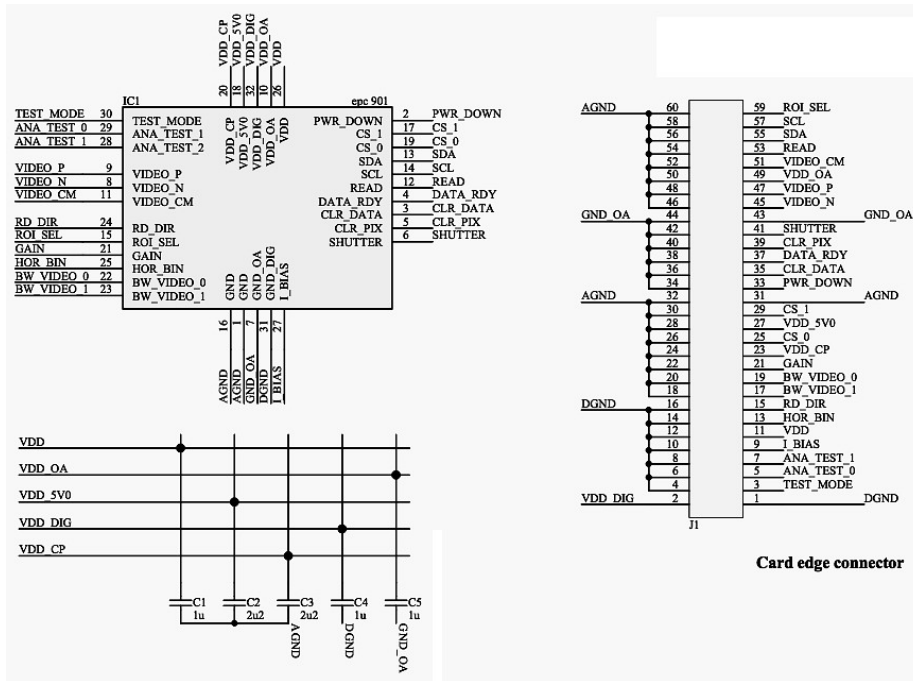 VDD_CP
VDD_5V0
VDD_DIG
VDD_OA
VDD
20
18
32
10
26
IC1
epc 901
TEST_MODE 30 TEST_MODE
ANA_TEST_0 29 ANA_TEST_1
ANA_TEST_1 28 ANA_TEST_2
VIDEO_P 9 VIDEO_P
VIDEO_N 8 VIDEO_N
VIDEO_CM 11 VIDEO_CM
RD_DIR 24 RD_DIR
ROI_SEL 15 ROI_SEL
GAIN 21 GAIN
HOR_BIN 25 HOR_BIN
BW_VIDEO_0 22 BW_VIDEO_0
BW_VIDEO_1 23 BW_VIDEO_1
VDD_CP
VDD_5V0
VDD_DIG
VDD_OA
VDD
PWR_DOWN 2 PWR_DOWN
CS_1 17 CS_1
CS_0 19 CS_0
SDA 13 SDA
SCL 14 SCL
READ 12 READ
DATA_RDY 4 DATA_RDY
CLR_DATA 3 CLR_DATA
CLR_PIX 5 CLR_PIX
SHUTTER 6 SHUTTER
GND
GND
GND_OA
GND_DIG
I_BIAS
16
1
7
31
27
AGND
AGND
GND_OA
DGND
I_BIAS
VDD
VDD_OA
VDD_5V0
VDD_DIG
VDD_CP
C1
1u
C2
2u2
C3
2u2
C4
1u
C5
1u
AGND
DGND
GND_OA
AGND 60 59 ROI_SEL
58 57 SCL
56 55 SDA
54 53 READ
52 51 VIDEO_CM
50 49 VDD_OA
48 47 VIDEO_P
46 45 VIDEO_N
GND_OA 44 43 GND_OA
42 41 SHUTTER
40 39 CLR_PIX
38 37 DATA_RDY
36 35 CLR_DATA
34 33 PWR_DOWN
AGND 32 31 AGND
30 29 CS_1
28 27 VDD_5V0
26 25 CS_0
24 23 VDD_CP
22 21 GAIN
20 19 BW_VIDEO_0
18 17 BW_VIDEO_1
DGND 16 15 RD_DIR
14 13 HOR_BIN
12 11 VDD
10 9 I_BIAS
8 7 ANA_TEST_1
6 5 ANA_TEST_0
4 3 TEST_MODE
VDD_DIG 2 1 DGND
J1
Card edge connector